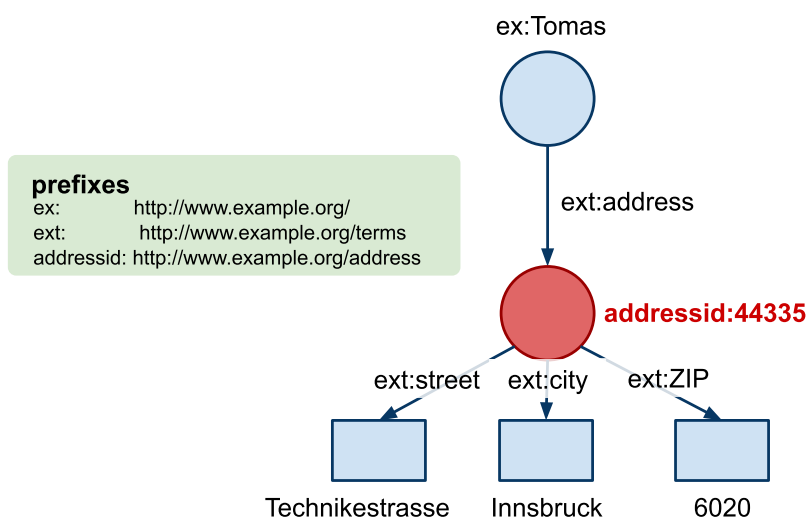 ex:Tomas
prefixes
ex: http://www.example.org/
ext: http://www.example.org/terms
addressid: http://www.example.org/address
ext:address
addressid:44335
ext:street
ext:city
ext:ZIP
Technikestrasse
Innsbruck
6020